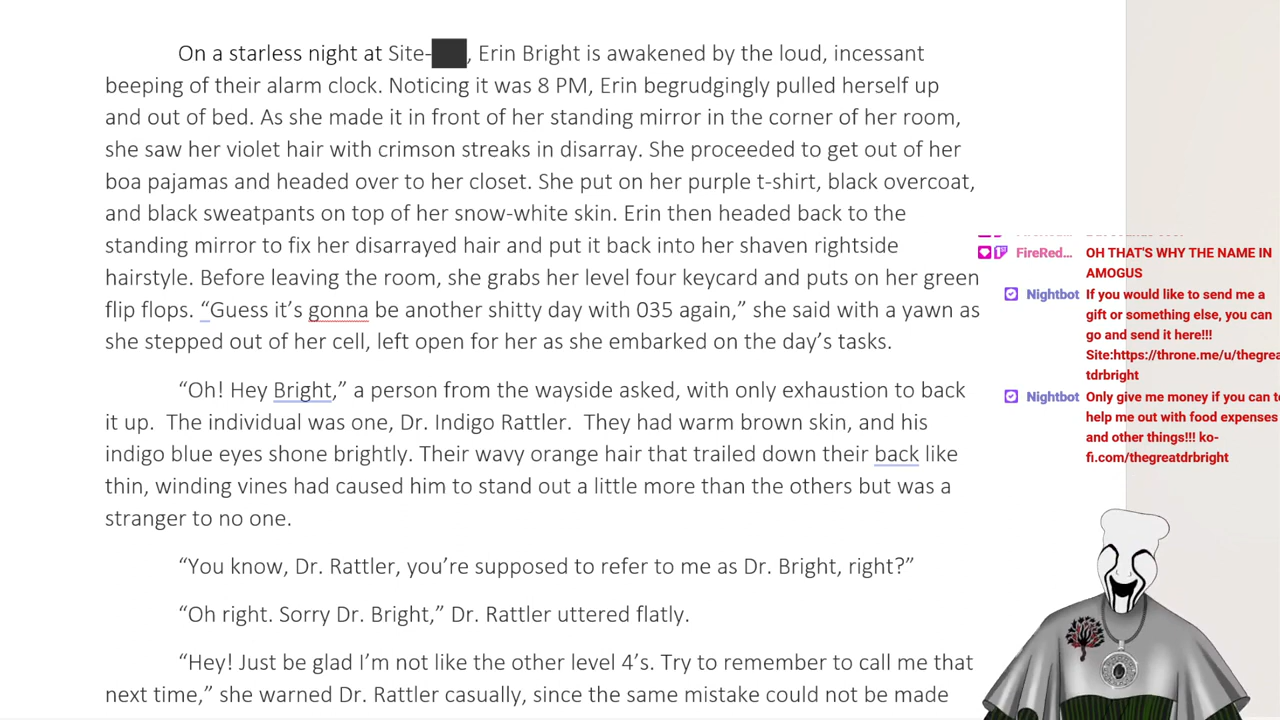 On a starless night at Site-, Erin Bright is awakened by the loud, incessant
beeping of their alarm clock. Noticing it was 8 PM, Erin begrudgingly pulled herself up
and out of bed. As she made it in front of her standing mirror in the corner of her room,
she saw her violet hair with crimson streaks in disarray. She proceeded to get out of her
boa pajamas and headed over to her closet. She put on her purple t-shirt, black overcoat,
and black sweatpants on top of her snow-white skin. Erin then headed back to the
standing mirror to fix her disarrayed hair and put it back into her shaven rightside
hairstyle. Before leaving the room, she grabs her level four keycard and puts on her green
flip flops. “Guess it’s gonna be another shitty day with 035 again,” she said with a yawn as
she stepped out of her cell, left open for her as she embarked on the day’s tasks.
“Oh! Hey Bright,” a person from the wayside asked, with only exhaustion to back
it up. The individual was one, Dr. Indigo Rattler. They had warm brown skin, and his
indigo blue eyes shone brightly. Their wavy orange hair that trailed down their back like
thin, winding vines had caused him to stand out a little more than the others but was a
stranger to no one.
“You know, Dr. Rattler, you’re supposed to refer to me as Dr. Bright, right?”
“Oh right. Sorry Dr. Bright,” Dr. Rattler uttered flatly.
“Hey! Just be glad I’m not like the other level 4’s. Try to remember to call me that
next time,” she warned Dr. Rattler casually, since the same mistake could not be made
FireRed... OH THAT'S WHY THE NAME IN
AMOGUS
Nightbot If you would like to send me a
gift or something else, you can
go and send it here!!!
Site:https://throne.me/u/thegrea
tdrbright
Nightbot Only give me money if you can to
help me out with food expenses
and other things!!! ko-
fi.com/thegreatdrbright